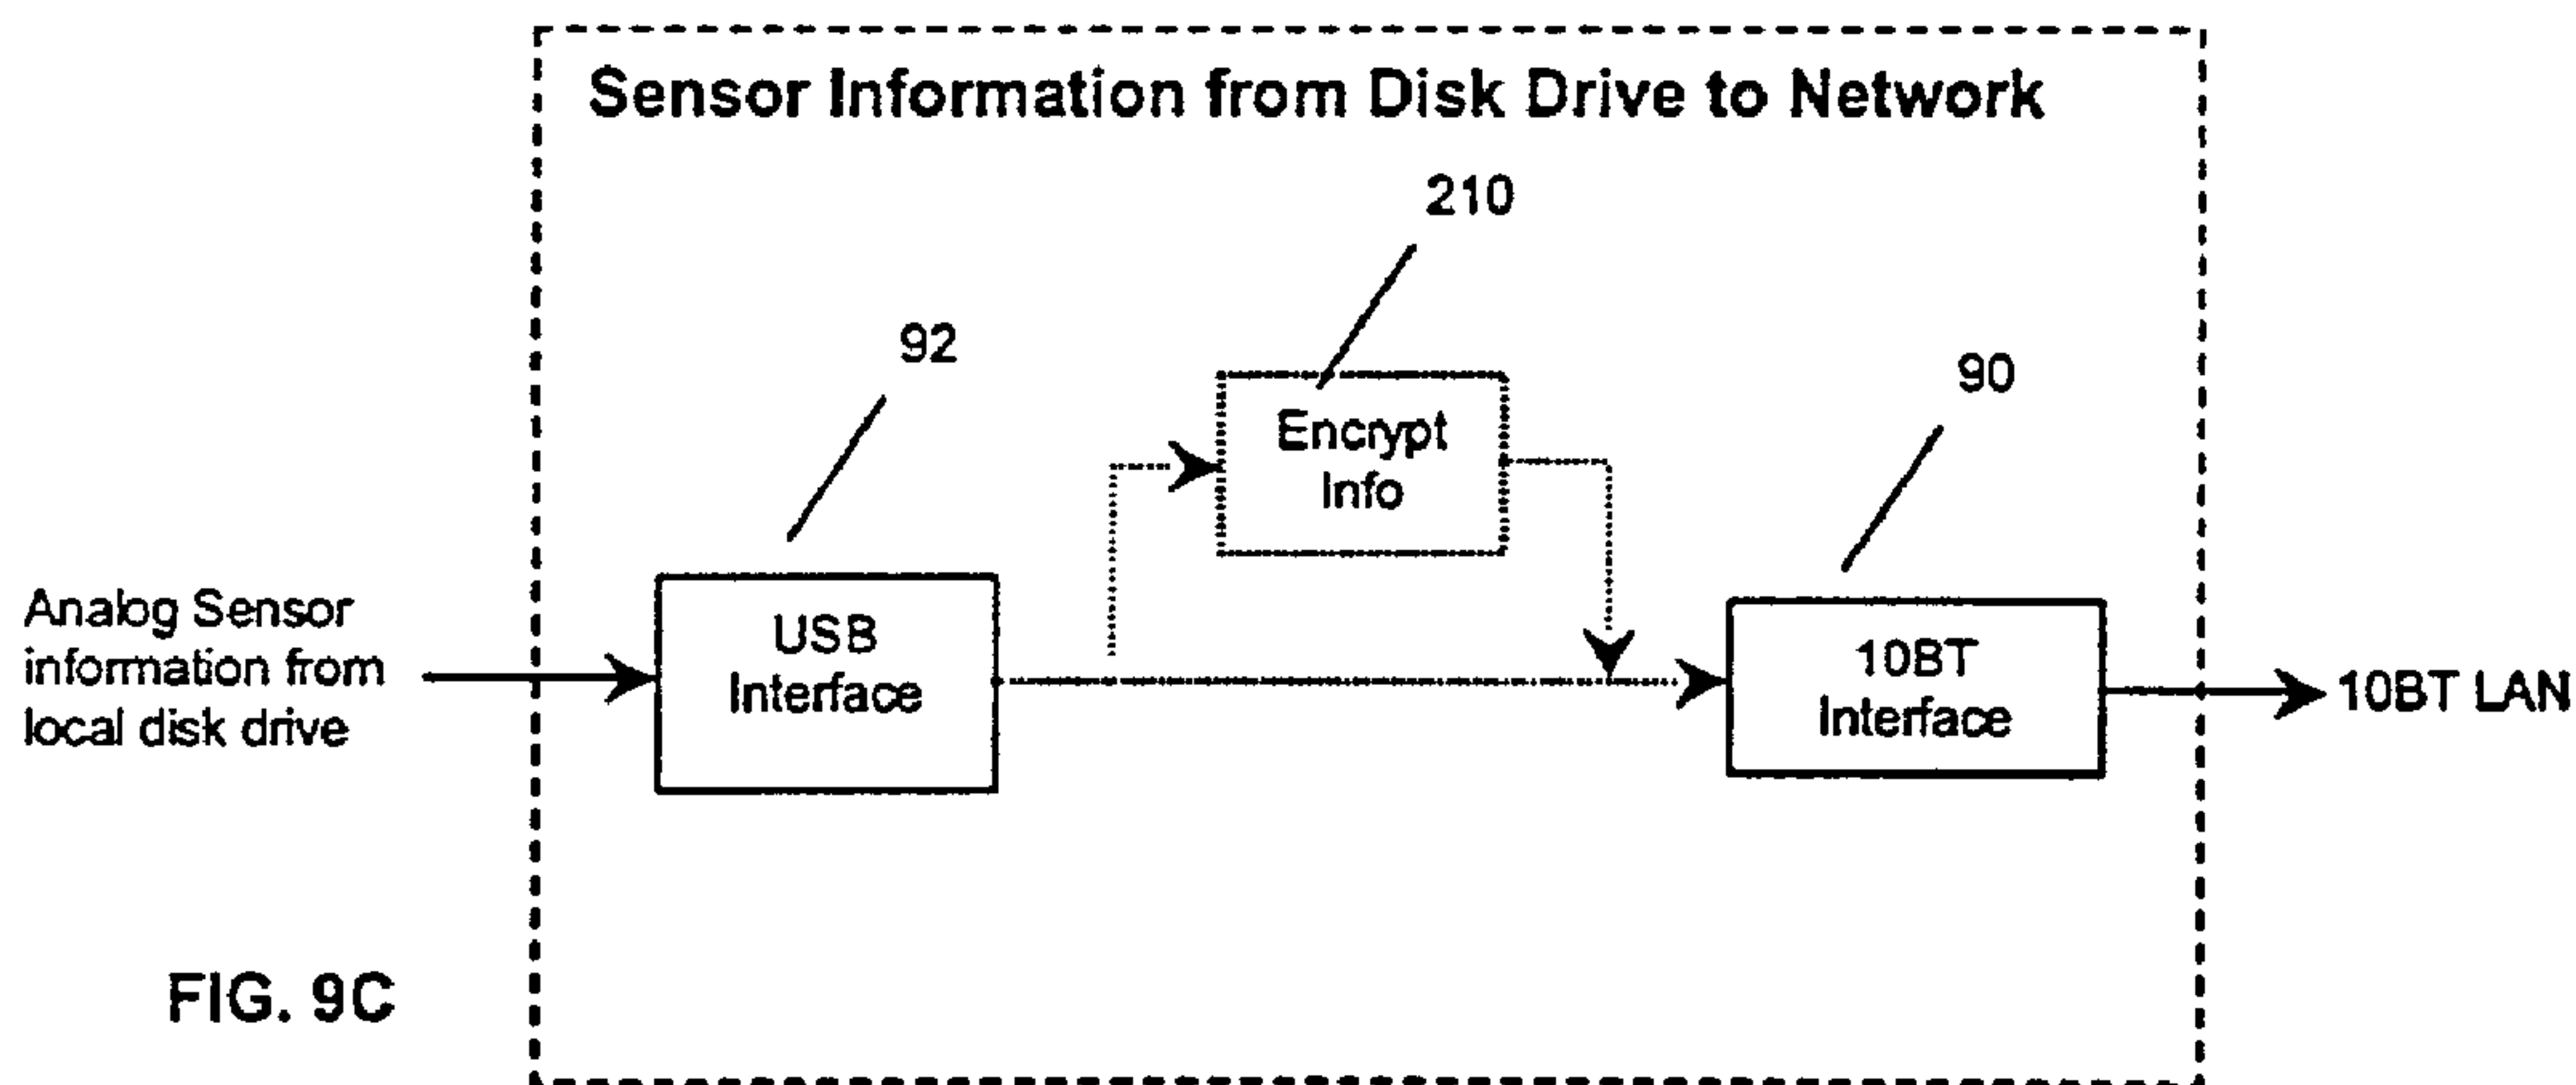 Sensor Information from Disk Drive to Network
210
92
90
Encrypt
Info
Analog Sensor
information from
local disk drive
USB
Interface
10BT
Interface
10BT LAN
FIG. 9C